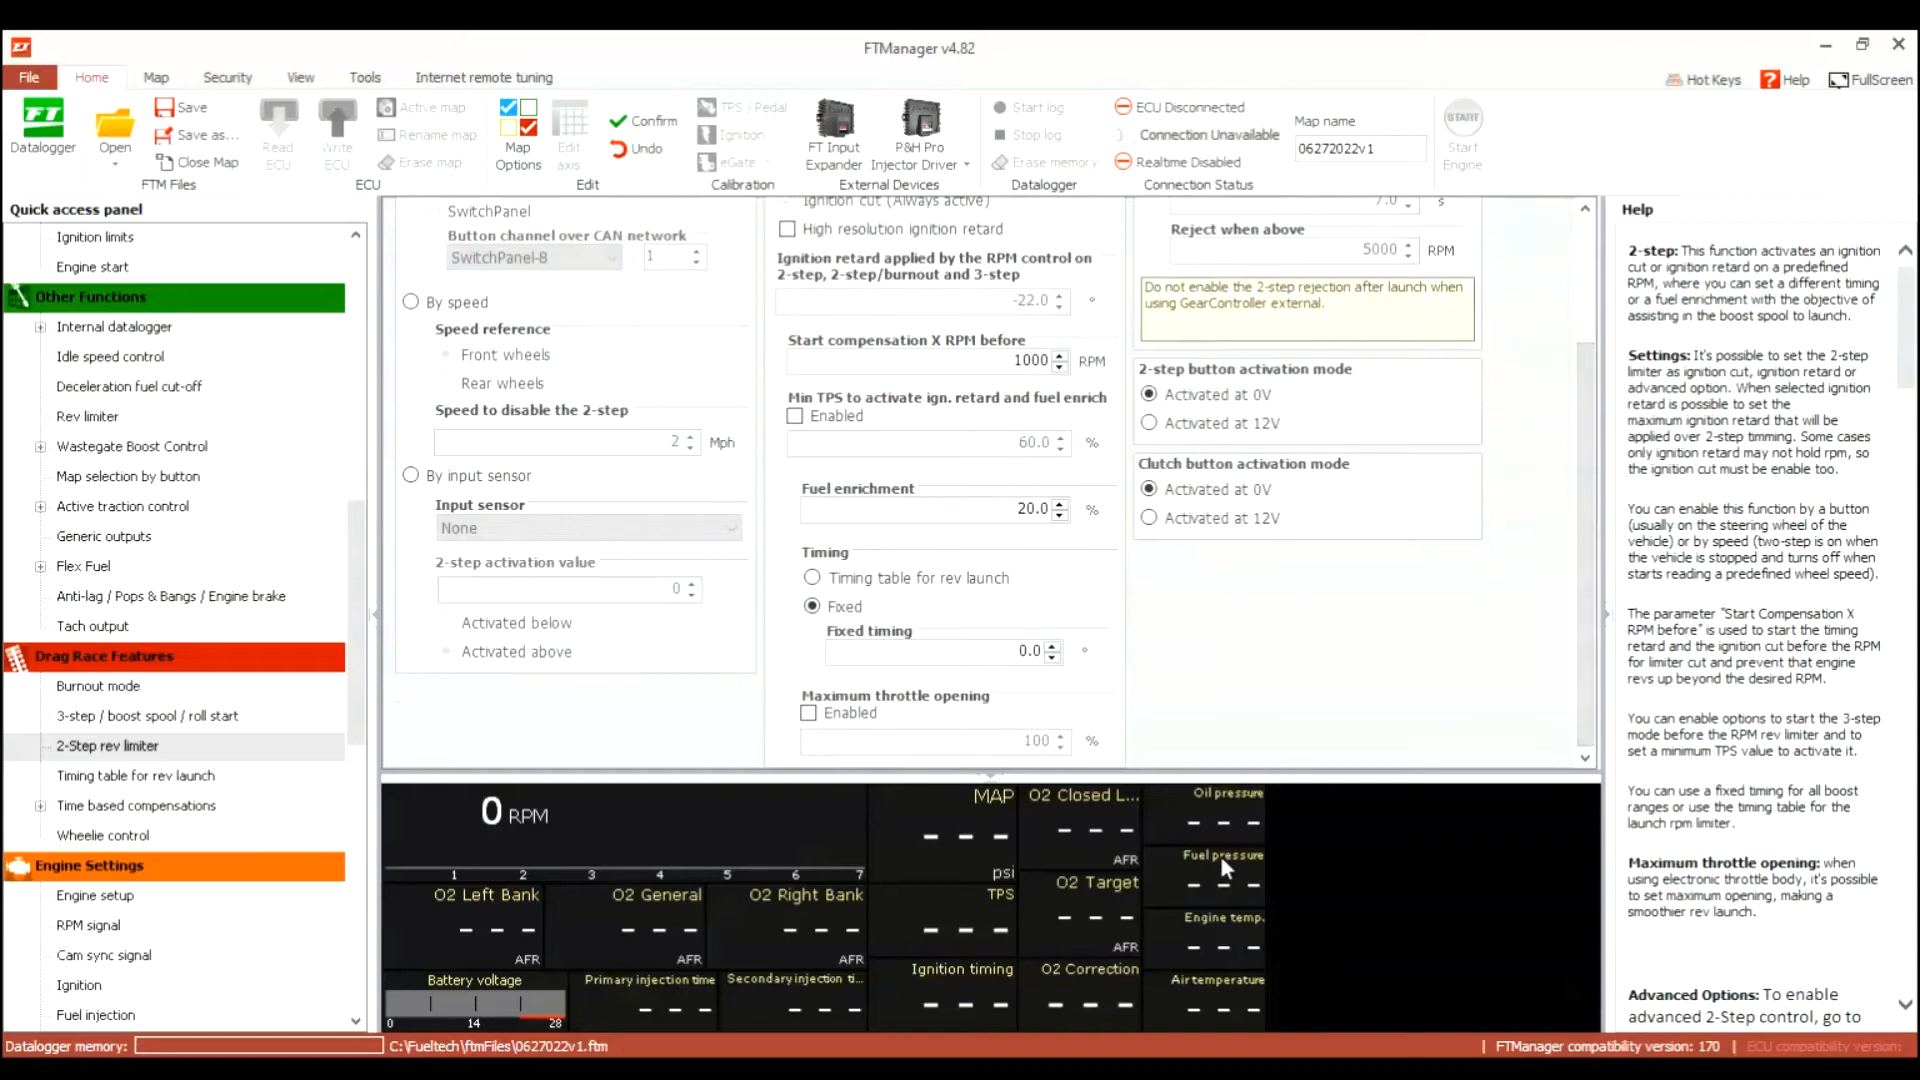 FTManager v4.82
File
Home
Map
Security
View
Tools
Internet remote tuning
Hot Keys
Help
FullScreen
Datalogger
Open
Save
Save as...
Close Map
FTM Files
Read ECU
Write ECU
Active map
Rename map
Erase map
ECU
Map Options
Edit axis
Confirm
Undo
Edit
TPS / Pedal
Ignition
eGate
Calibration
FT Input Expander
P&H Pro Injector Driver
External Devices
Start log
Stop log
Erase memory
Datalogger
ECU Disconnected
Connection Unavailable
Realtime Disabled
Connection Status
Map name
06272022v1
START
Start Engine
Quick access panel
Ignition limits
Engine start
Other Functions
Internal datalogger
Idle speed control
Deceleration fuel cut-off
Rev limiter
Wastegate Boost Control
Map selection by button
Active traction control
Generic outputs
Flex Fuel
Anti-lag / Pops & Bangs / Engine brake
Tach output
Drag Race Features
Burnout mode
3-step / boost spool / roll start
2-Step rev limiter
Timing table for rev launch
Time based compensations
Wheelie control
Engine Settings
Engine setup
RPM signal
Cam sync signal
Ignition
Fuel injection
SwitchPanel
Button channel over CAN network
SwitchPanel-8 1
By speed
Speed reference
Front wheels
Rear wheels
Speed to disable the 2-step
2 Mph
By input sensor
Input sensor
None
2-step activation value
0
Activated below
Activated above
Ignition cut (Always active)
High resolution ignition retard
Ignition retard applied by the RPM control on
2-step, 2-step/burnout and 3-step
-22.0 °
Start compensation X RPM before
1000 RPM
Min TPS to activate ign. retard and fuel enrich
Enabled
60.0 %
Fuel enrichment
20.0 %
Timing
Timing table for rev launch
Fixed
Fixed timing
0.0 °
Maximum throttle opening
Enabled
100 %
7.0 s
Reject when above
5000 RPM
Do not enable the 2-step rejection after launch when
using GearController external.
2-step button activation mode
Activated at 0V
Activated at 12V
Clutch button activation mode
Activated at 0V
Activated at 12V
Help
2-step: This function activates an ignition
cut or ignition retard on a predefined
RPM, where you can set a different timing
or a fuel enrichment with the objective of
assisting in the boost spool to launch.
Settings: It's possible to set the 2-step
limiter as ignition cut, ignition retard or
advanced option. When selected ignition
retard is possible to set the
maximum ignition retard that will be
applied over 2-step timming. Some cases
only ignition retard may not hold rpm, so
the ignition cut must be enable too.
You can enable this function by a button
(usually on the steering wheel of the
vehicle) or by speed (two-step is on when
the vehicle is stopped and turns off when
starts reading a predefined wheel speed).
The parameter "Start Compensation X
RPM before" is used to start the timing
retard and the ignition cut before the RPM
for limiter cut and prevent that engine
revs up beyond the desired RPM.
You can enable options to start the 3-step
mode before the RPM rev limiter and to
set a minimum TPS value to activate it.
You can use a fixed timing for all boost
ranges or use the timing table for the
launch rpm limiter.
Maximum throttle opening: when
using electronic throttle body, it's possible
to set maximum opening, making a
smoothier rev launch.
Advanced Options: To enable
advanced 2-Step control, go to
0 RPM
1 2 3 4 5 6 7
O2 Left Bank
- - -
AFR
O2 General
- - -
AFR
O2 Right Bank
- - -
AFR
Battery voltage
0 14 28
Primary injection time
- - -
Secondary injection ti...
- - -
MAP
- - -
psi
TPS
- - -
Ignition timing
- - -
O2 Closed L...
- - -
AFR
O2 Target
- - -
AFR
O2 Correction
- - -
Oil pressure
- - -
Fuel pressure
- - -
Engine temp.
- - -
Air temperature
- - -
Datalogger memory:
C:\Fueltech\ftmFiles\0627022v1.ftm
| FTManager compatibility version: 170 | ECU compatibility version: